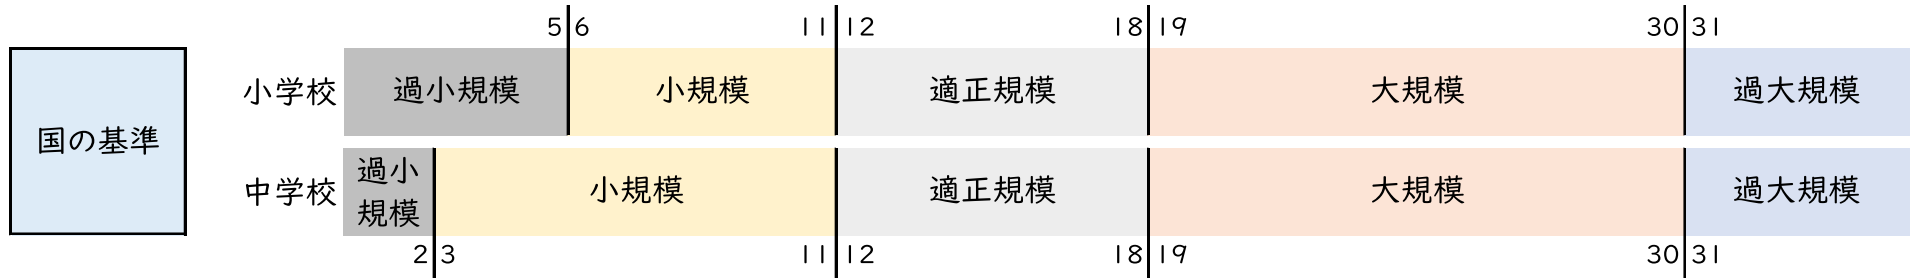 5 6 11 12 18 19 30 31
小学校 過小規模 小規模 適正規模 大規模 過大規模
国の基準
中学校 過小規模 小規模 適正規模 大規模 過大規模
2 3 11 12 18 19 30 31